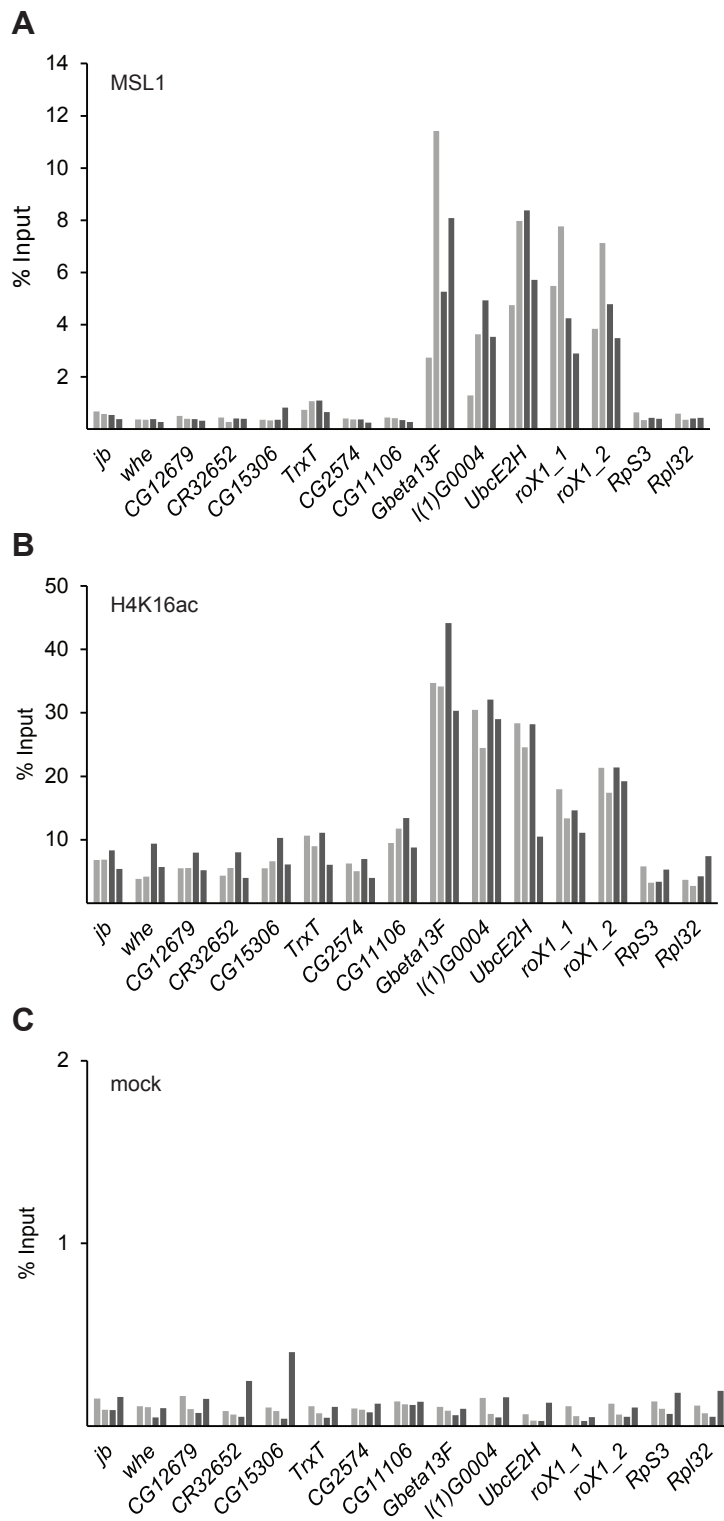 A
14
12
10
8
6
4
2
% Input
MSL1
jb
whe
CG12679
CR32652
CG15306
TrxT
CG2574
CG11106
Gbeta13F
l(1)G0004
UbcE2H
roX1_1
roX1_2
RpS3
Rpl32
B
50
40
30
20
10
% Input
H4K16ac
jb
whe
CG12679
CR32652
CG15306
TrxT
CG2574
CG11106
Gbeta13F
l(1)G0004
UbcE2H
roX1_1
roX1_2
RpS3
Rpl32
C
2
1
% Input
mock
jb
whe
CG12679
CR32652
CG15306
TrxT
CG2574
CG11106
Gbeta13F
l(1)G0004
UbcE2H
roX1_1
roX1_2
RpS3
Rpl32